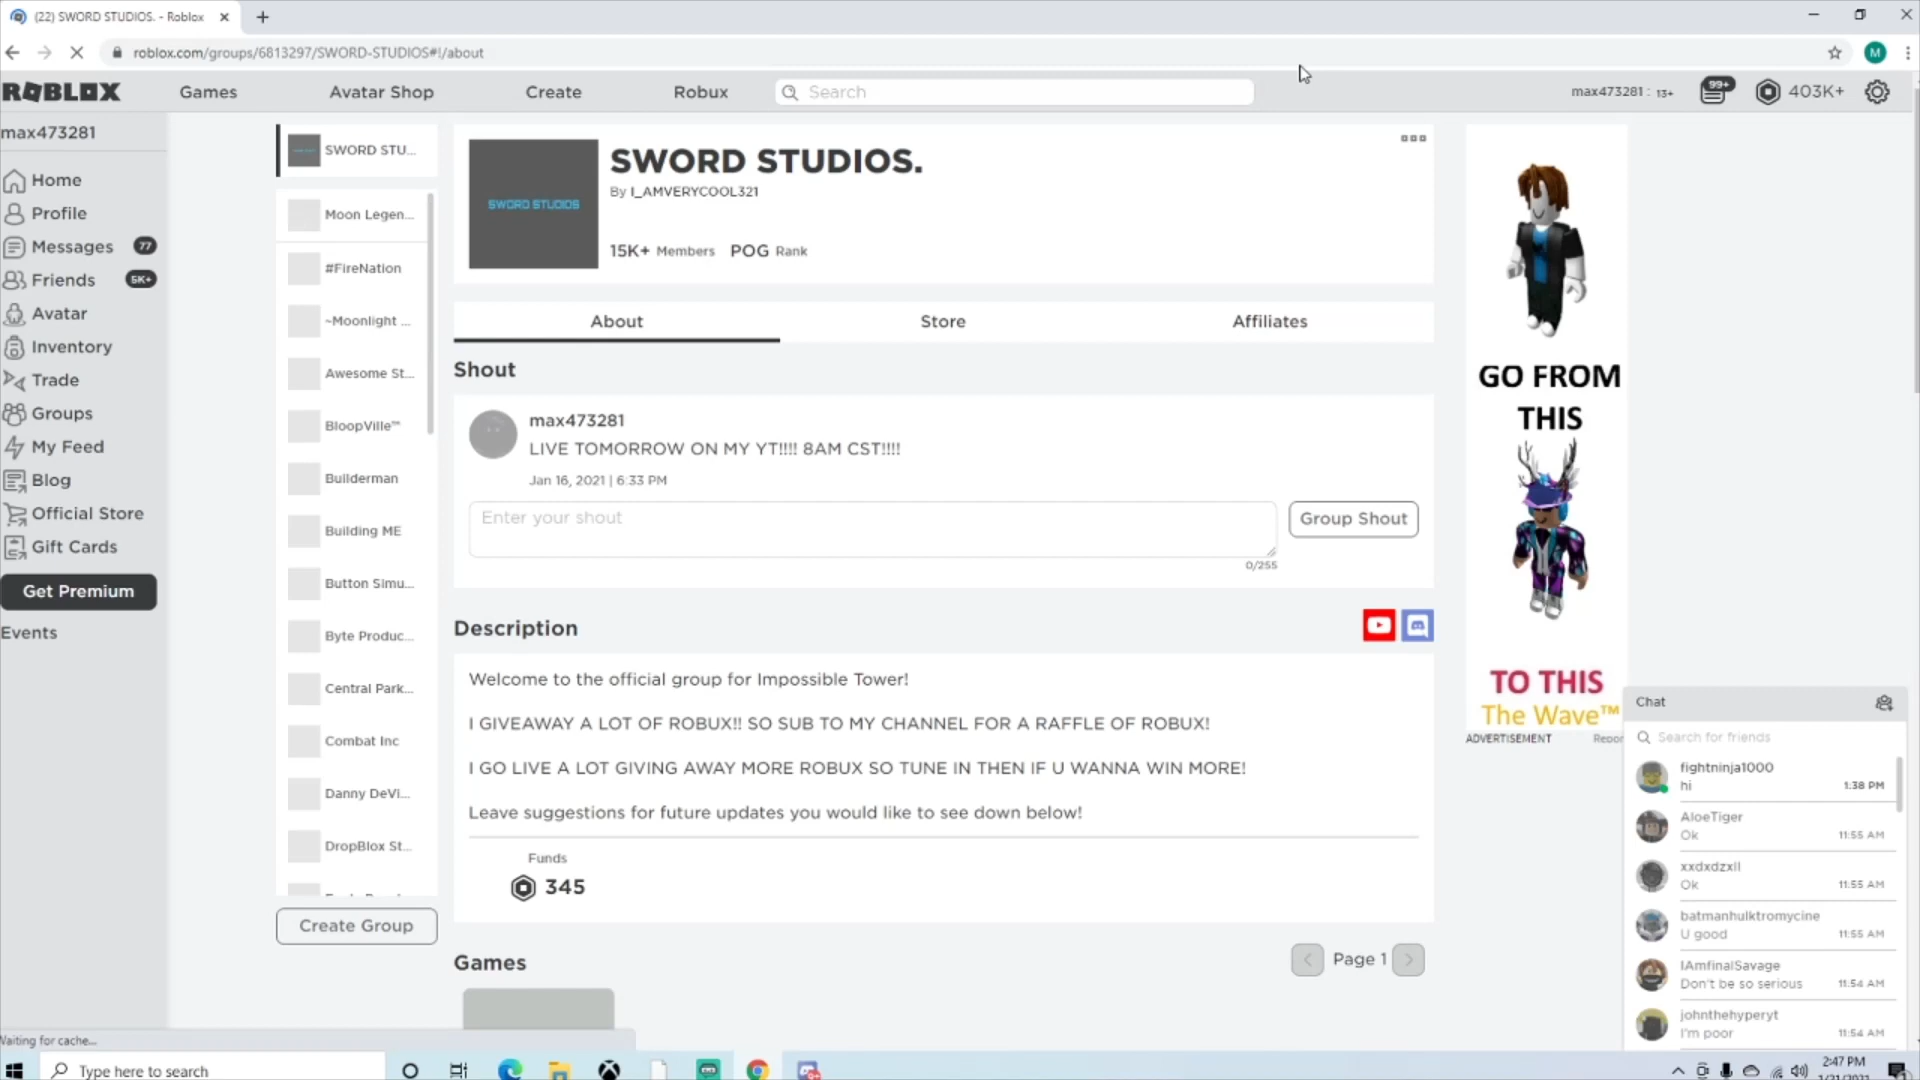 (22) SWORD STUDIOS. - Roblox
roblox.com/groups/6813297/SWORD-STUDIOS#!/about
M
ROBLOX
Games
Avatar Shop
Create
Robux
Search
max473281 : 13+
99+
403K+
max473281
Home
Profile
Messages 77
Friends 5K+
Avatar
Inventory
Trade
Groups
My Feed
Blog
Official Store
Gift Cards
Get Premium
Events
SWORD STU...
Moon Legen...
#FireNation
~Moonlight ...
Awesome St...
BloopVille™
Builderman
Building ME
Button Simu...
Byte Produc...
Central Park...
Combat Inc
Danny DeVi...
DropBlox St...
Create Group
SWORD STUDIOS
SWORD STUDIOS.
By I_AMVERYCOOL321
15K+ Members POG Rank
About
Store
Affiliates
Shout
max473281
LIVE TOMORROW ON MY YT!!!! 8AM CST!!!!
Jan 16, 2021 | 6:33 PM
Enter your shout
Group Shout
0/255
Description
Welcome to the official group for Impossible Tower!
I GIVEAWAY A LOT OF ROBUX!! SO SUB TO MY CHANNEL FOR A RAFFLE OF ROBUX!
I GO LIVE A LOT GIVING AWAY MORE ROBUX SO TUNE IN THEN IF U WANNA WIN MORE!
Leave suggestions for future updates you would like to see down below!
Funds
345
Games
Page 1
GO FROM
THIS
TO THIS
The Wave™
ADVERTISEMENT
Repor
Chat
Search for friends
fightninja1000
hi 1:38 PM
AloeTiger
Ok 11:55 AM
xxdxdzxll
Ok 11:55 AM
batmanhulktromycine
U good 11:55 AM
IAmfinalSavage
Don't be so serious 11:54 AM
johnthehyperyt
I'm poor 11:54 AM
Waiting for cache...
Type here to search
2:47 PM
1/21/2021